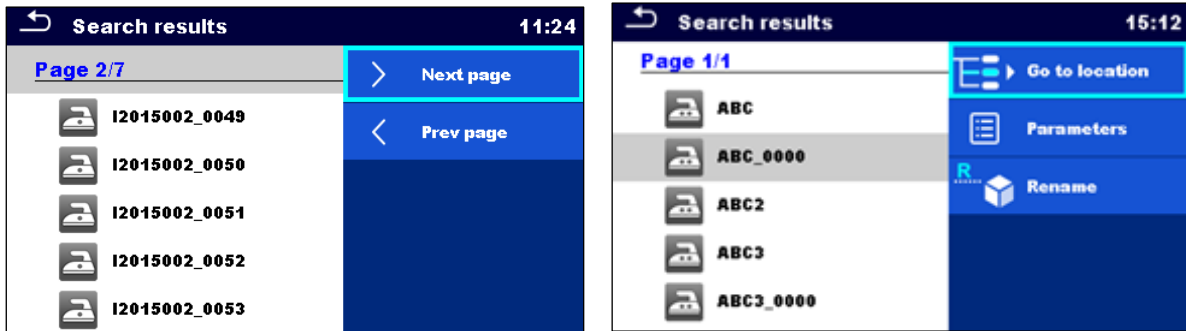 Search results 11:24
Page 2/7
Next page
I2015002_0049
Prev page
I2015002_0050
I2015002_0051
I2015002_0052
I2015002_0053
Search results 15:12
Page 1/1
Go to location
ABC
Parameters
ABC_0000
R
Rename
ABC2
ABC3
ABC3_0000